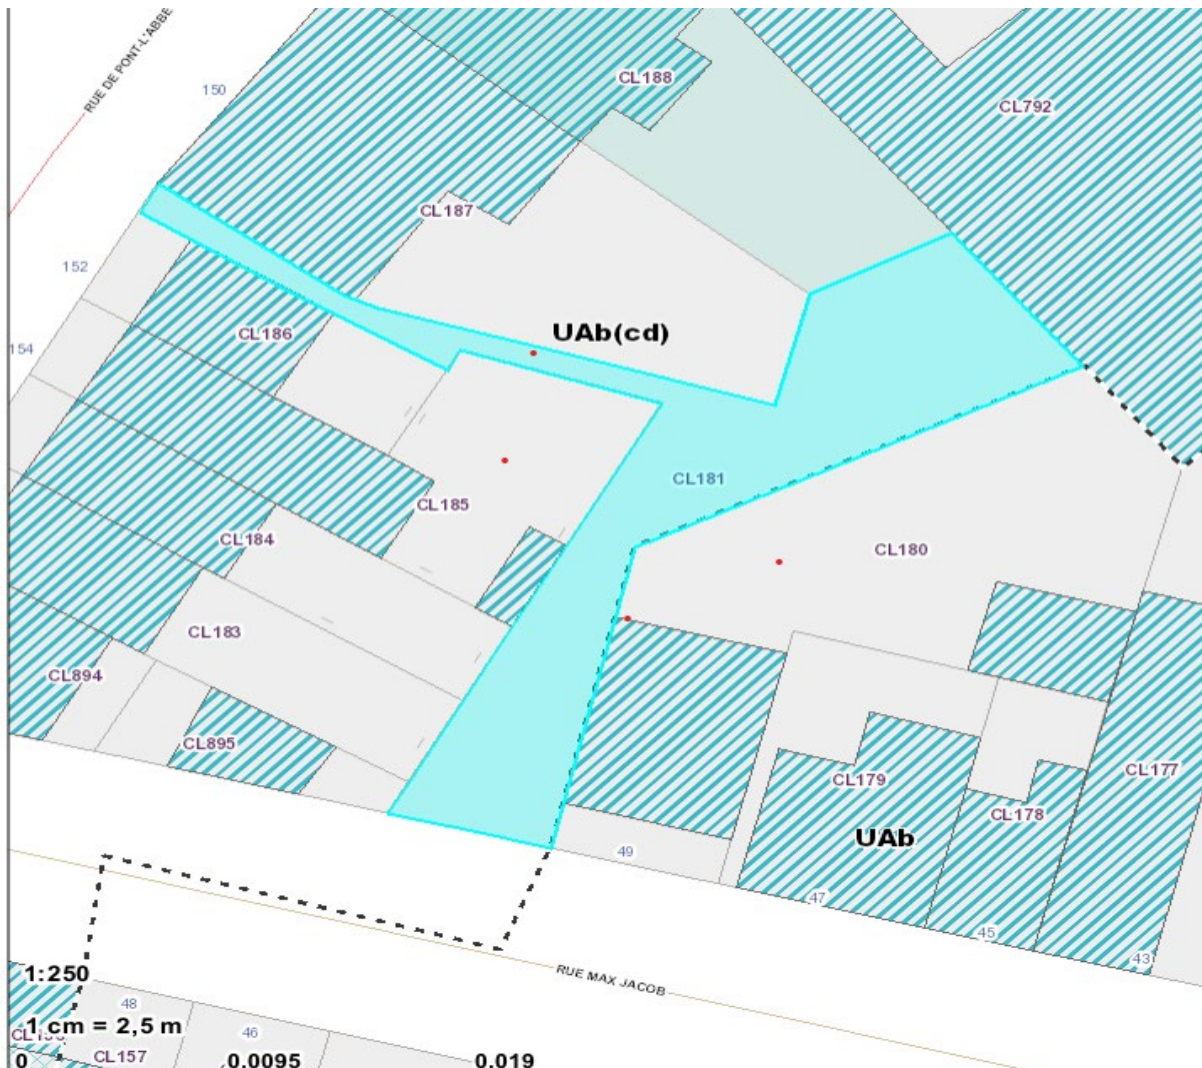 RUE DE PONT-L'ABBE
CL188
150
CL792
CL187
152
CL186
UAb(cd)
154
CL181
CL185
CL184
CL180
CL183
CL894
CL895
CL179
CL177
CL178
UAb
49
47
45
43
RUE MAX JACOB
1:250
48
1 cm = 2,5 m
46
CL157
0
0.0095
0.019